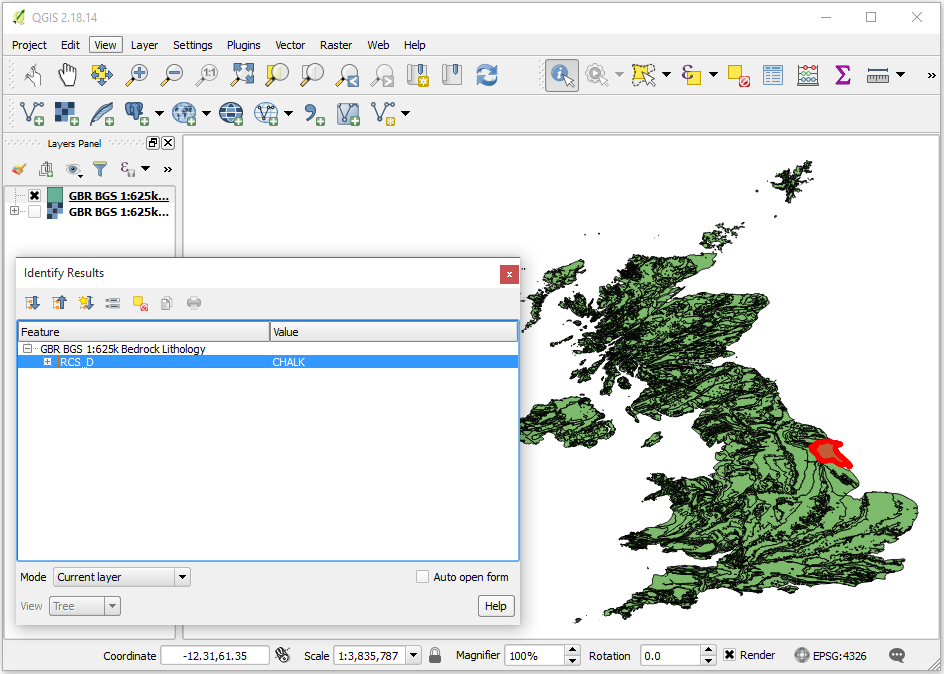 QGIS 2.18.14
Project Edit View Layer Settings Plugins Vector Raster Web Help
1:1
Layers Panel
GBR BGS 1:625k...
GBR BGS 1:625k...
Identify Results
Feature Value
GBR BGS 1:625k Bedrock Lithology
RCS_D CHALK
Mode Current layer Auto open form
View Tree Help
Coordinate -12.31,61.35 Scale 1:3,835,787 Magnifier 100% Rotation 0.0 Render EPSG:4326